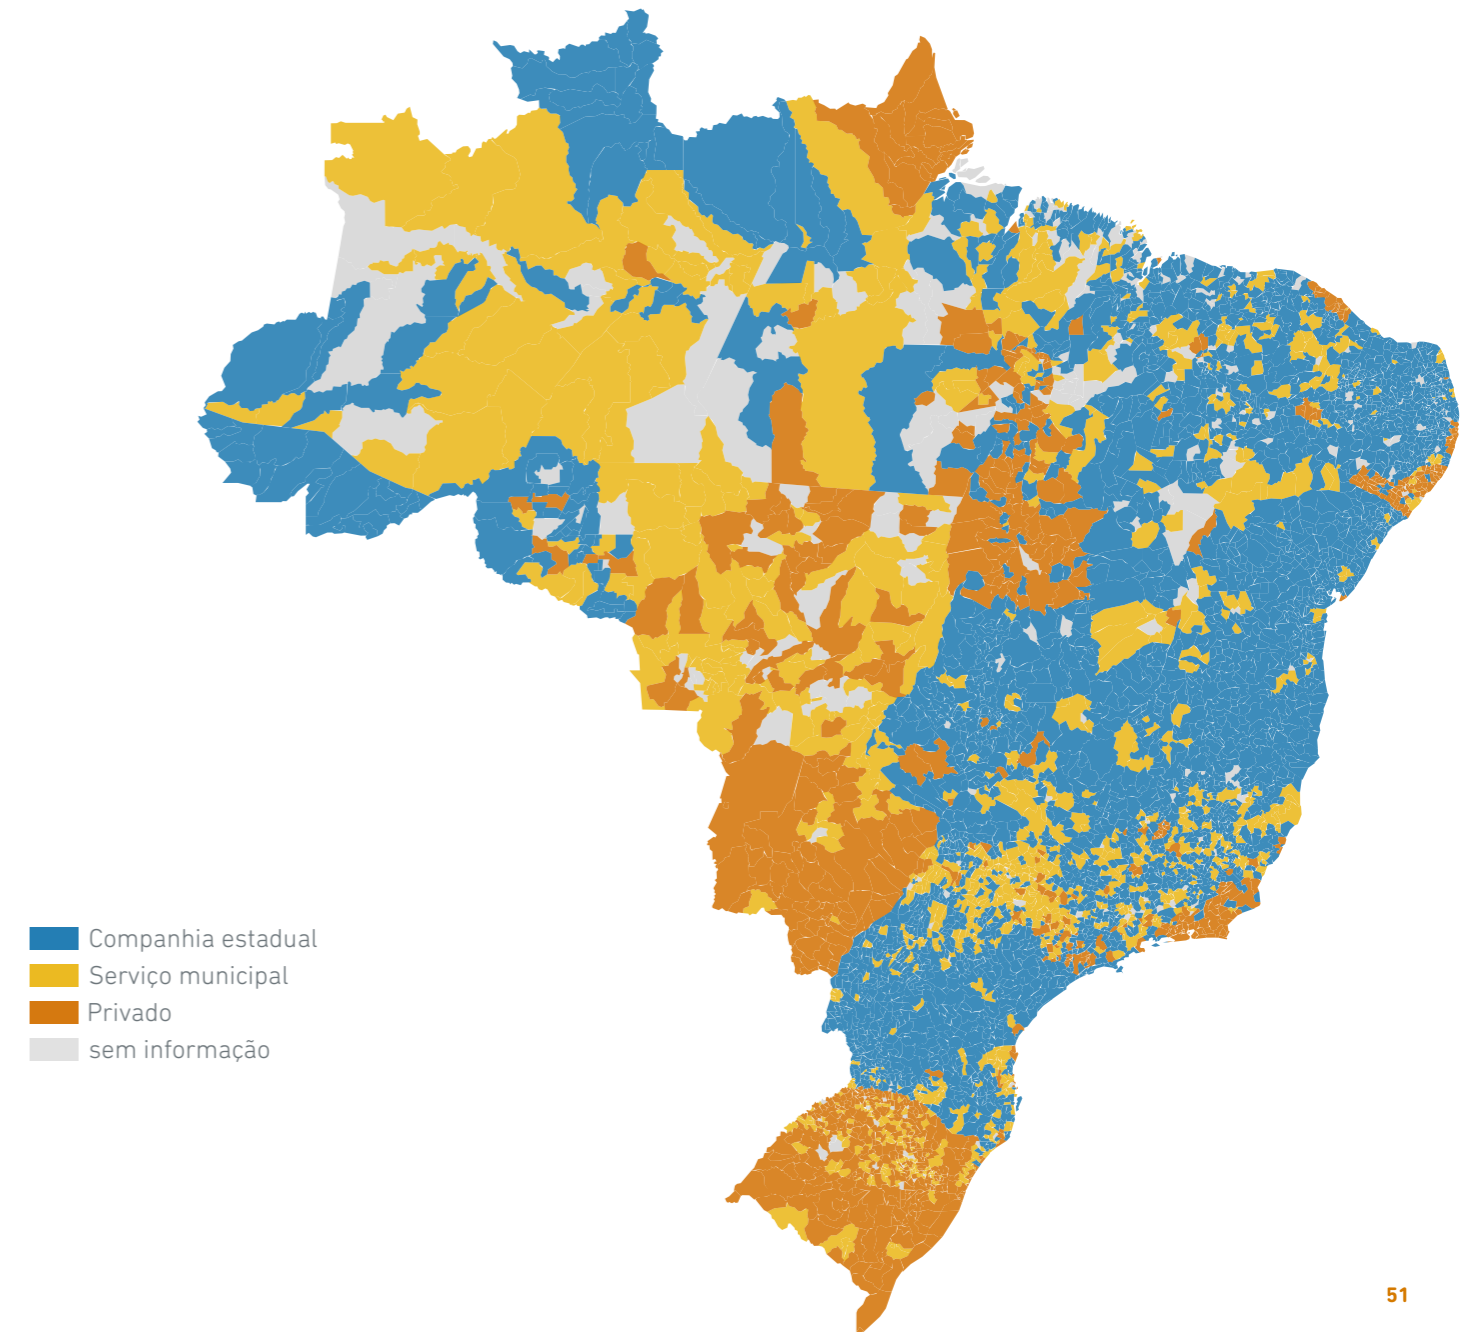 Companhia estadual
Serviço municipal
Privado
sem informação
51